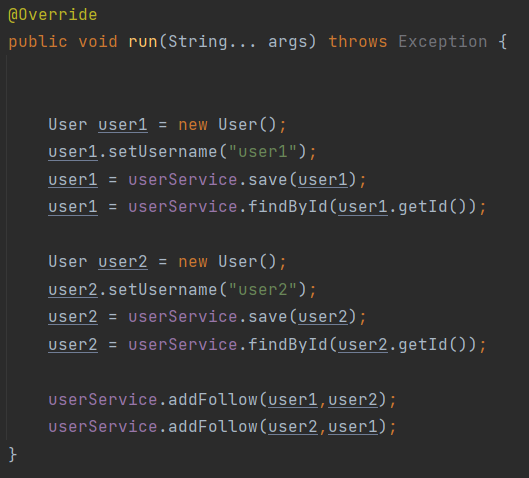 @Override
public void run(String... args) throws Exception {
User user1 = new User();
user1.setUsername("user1");
user1 = userService.save(user1);
user1 = userService.findById(user1.getId());
User user2 = new User();
user2.setUsername("user2");
user2 = userService.save(user2);
user2 = userService.findById(user2.getId());
userService.addFollow(user1,user2);
userService.addFollow(user2,user1);
}